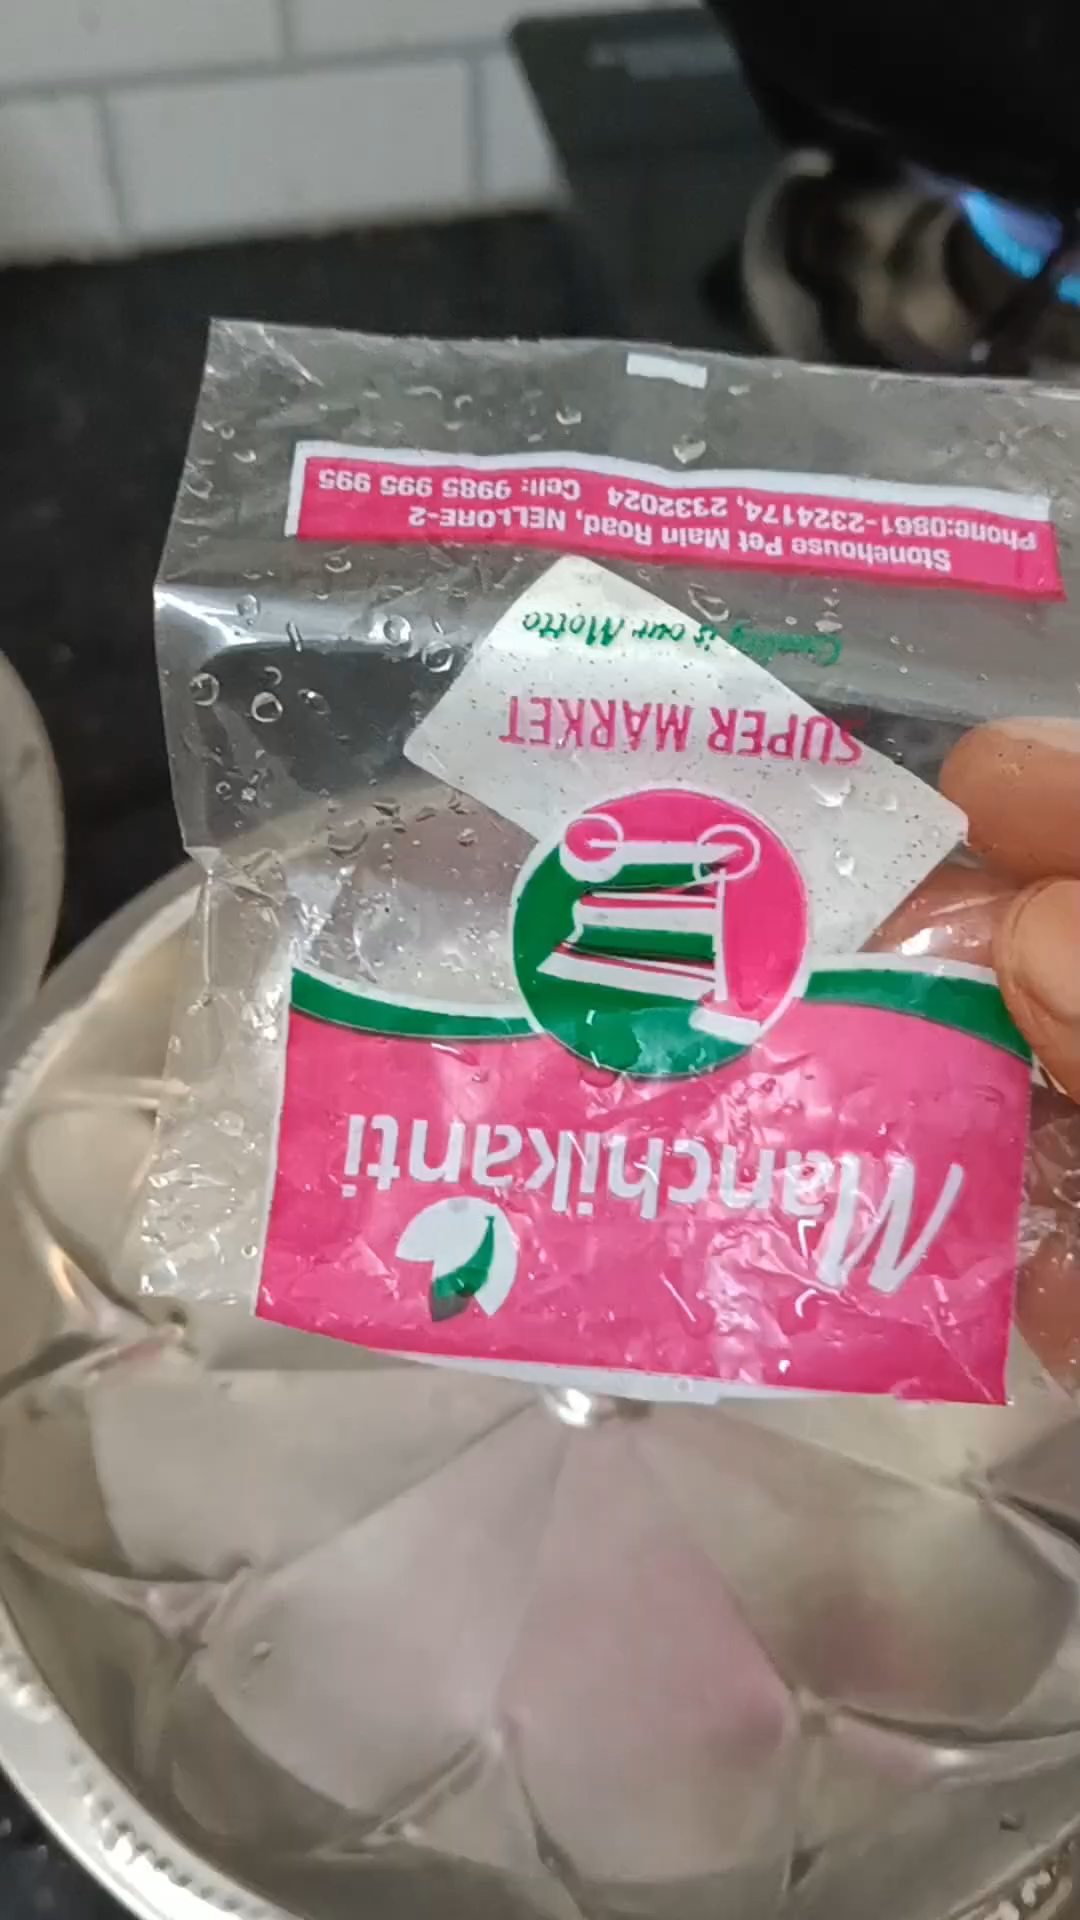 Manchikanti
SUPER MARKET
Quality is our Motto
Stonehouse Pet Main Road, NELLORE-2
Phone:0861-2324174, 2332024 Cell: 9985 995 995